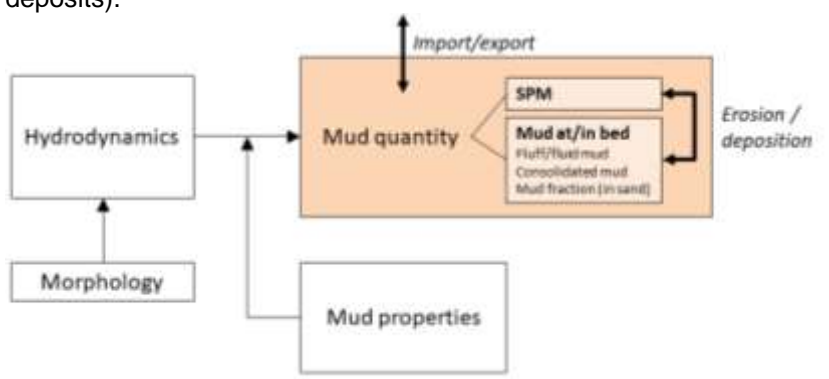 deposits).
Import/export
SPM
Erosion /
deposition
Hydrodynamics
Mud quantity
Mud at/in bed
Fluff/fluid mud
Consolidated mud
Mud fraction (in sand)
Morphology
Mud properties